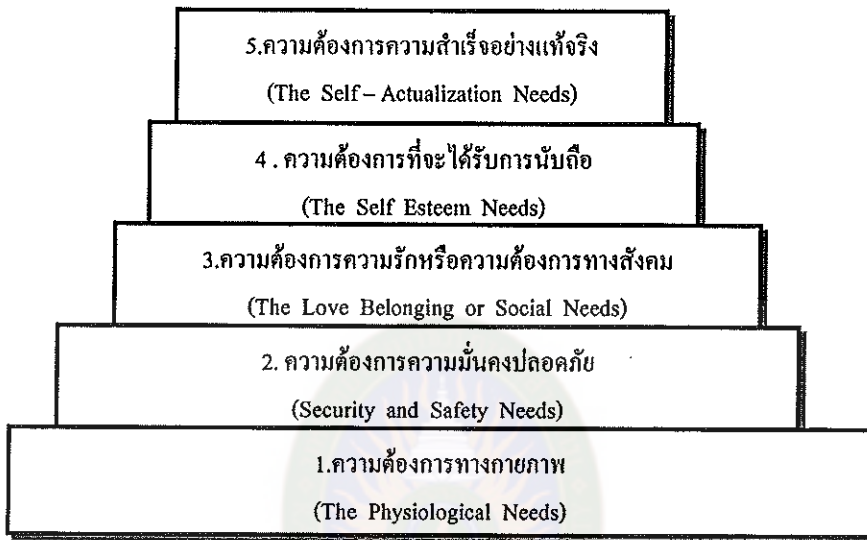 5.ความต้องการความสำเร็จอย่างแท้จริง
(The Self-Actualization Needs)
4 . ความต้องการที่จะได้รับการนับถือ
(The Self Esteem Needs)
3.ความต้องการความรักหรือความต้องการทางสังคม
(The Love Belonging or Social Needs)
2. ความต้องการความมั่นคงปลอดภัย
(Security and Safety Needs)
1.ความต้องการทางกายภาพ
(The Physiological Needs)